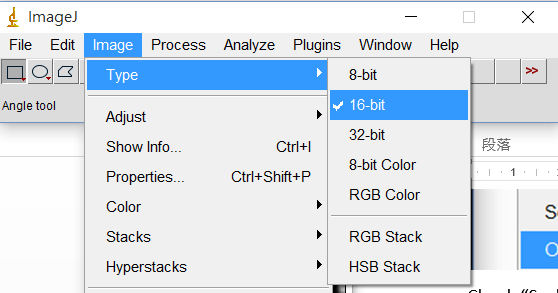 ImageJ
File Edit Image Process Analyze Plugins Window Help
>>
Angle tool
Type
Adjust
Show Info... Ctrl+I
Properties... Ctrl+Shift+P
Color
Stacks
Hyperstacks
8-bit
16-bit
32-bit
8-bit Color
RGB Color
RGB Stack
HSB Stack
段落
1